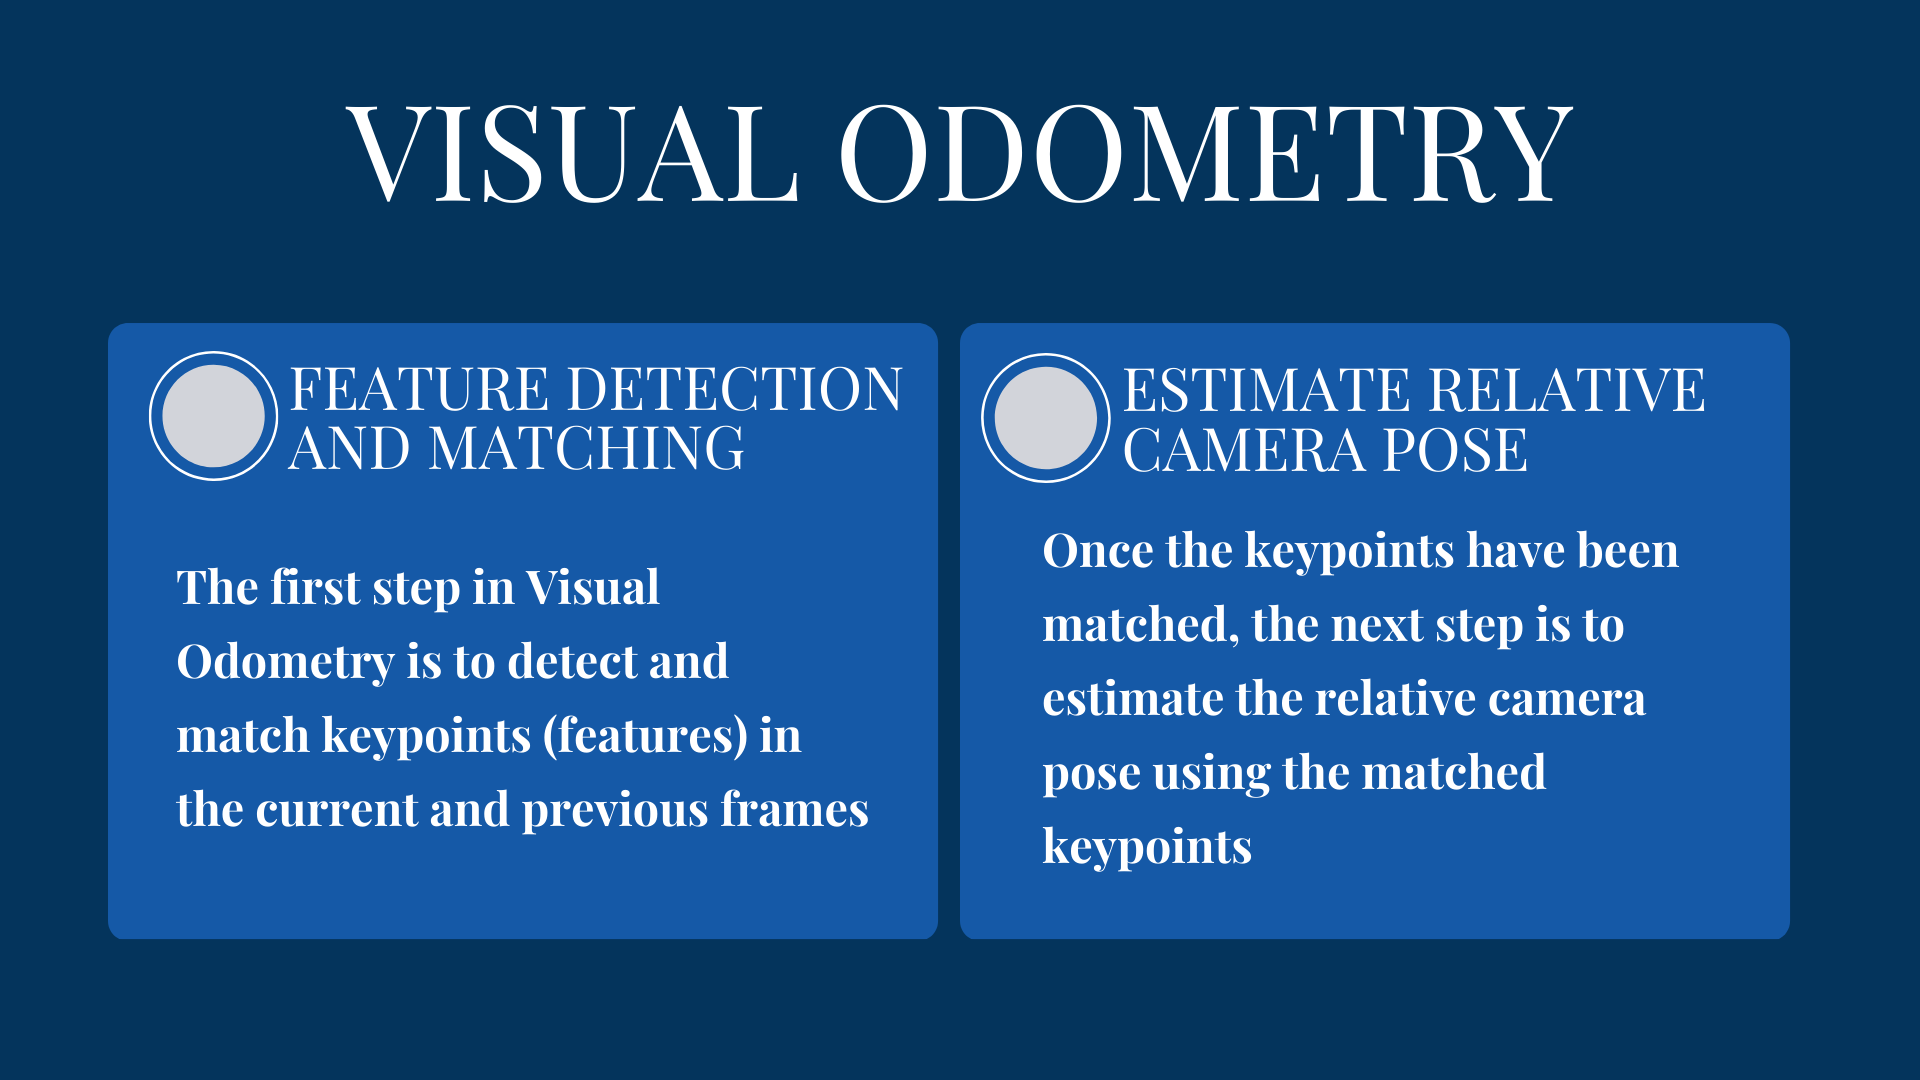 VISUAL ODOMETRY
FEATURE DETECTION
AND MATCHING
The first step in Visual
Odometry is to detect and
match keypoints (features) in
the current and previous frames
ESTIMATE RELATIVE
CAMERA POSE
Once the keypoints have been
matched, the next step is to
estimate the relative camera
pose using the matched
keypoints